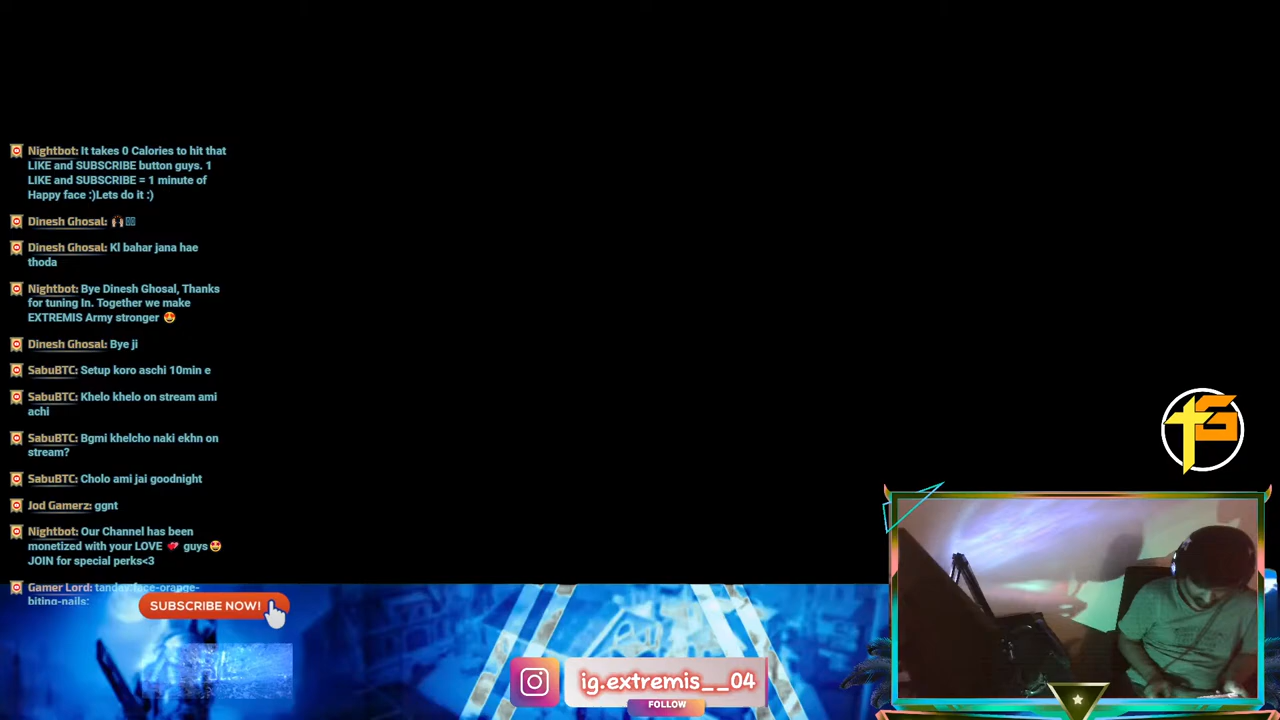 Nightbot: It takes 0 Calories to hit that
LIKE and SUBSCRIBE button guys. 1
LIKE and SUBSCRIBE = 1 minute of
Happy face :)Lets do it :)
Dinesh Ghosal:
Dinesh Ghosal: Kl bahar jana hae
thoda
Nightbot: Bye Dinesh Ghosal, Thanks
for tuning In. Together we make
EXTREMIS Army stronger 😍
Dinesh Ghosal: Bye ji
SabuBTC: Setup koro aschi 10min e
SabuBTC: Khelo khelo on stream ami
achi
SabuBTC: Bgmi khelcho naki ekhn on
stream?
SabuBTC: Cholo ami jai goodnight
Jod Gamerz: ggnt
Nightbot: Our Channel has been
monetized with your LOVE 💕 guys😍
JOIN for special perks<3
Gamer Lord: tanday:face-orange-
biting-nails:
SUBSCRIBE NOW!
ig.extremis__04
FOLLOW